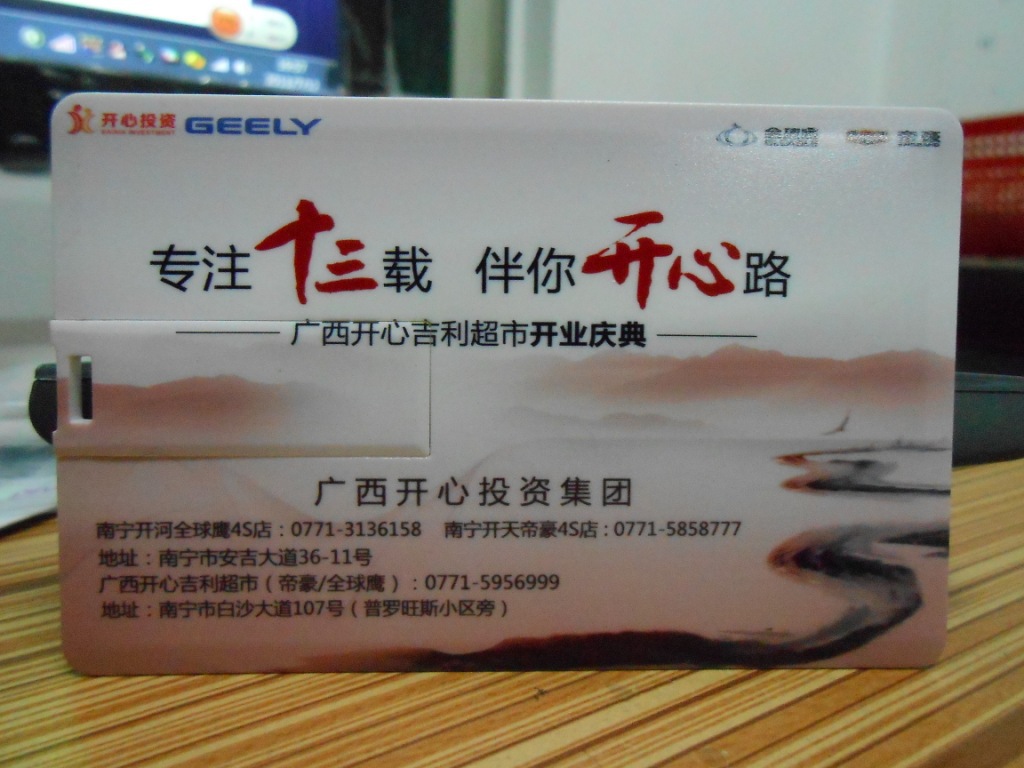 开心投资 GEELY 全球鹰 帝豪
专注十三载 伴你开心路
广西开心吉利超市开业庆典
广西开心投资集团
南宁开河全球鹰4S店：0771-3136158 南宁开天帝豪4S店：0771-5858777
地址：南宁市安吉大道36-11号
广西开心吉利超市（帝豪/全球鹰）：0771-5956999
地址：南宁市白沙大道107号（普罗旺斯小区旁）